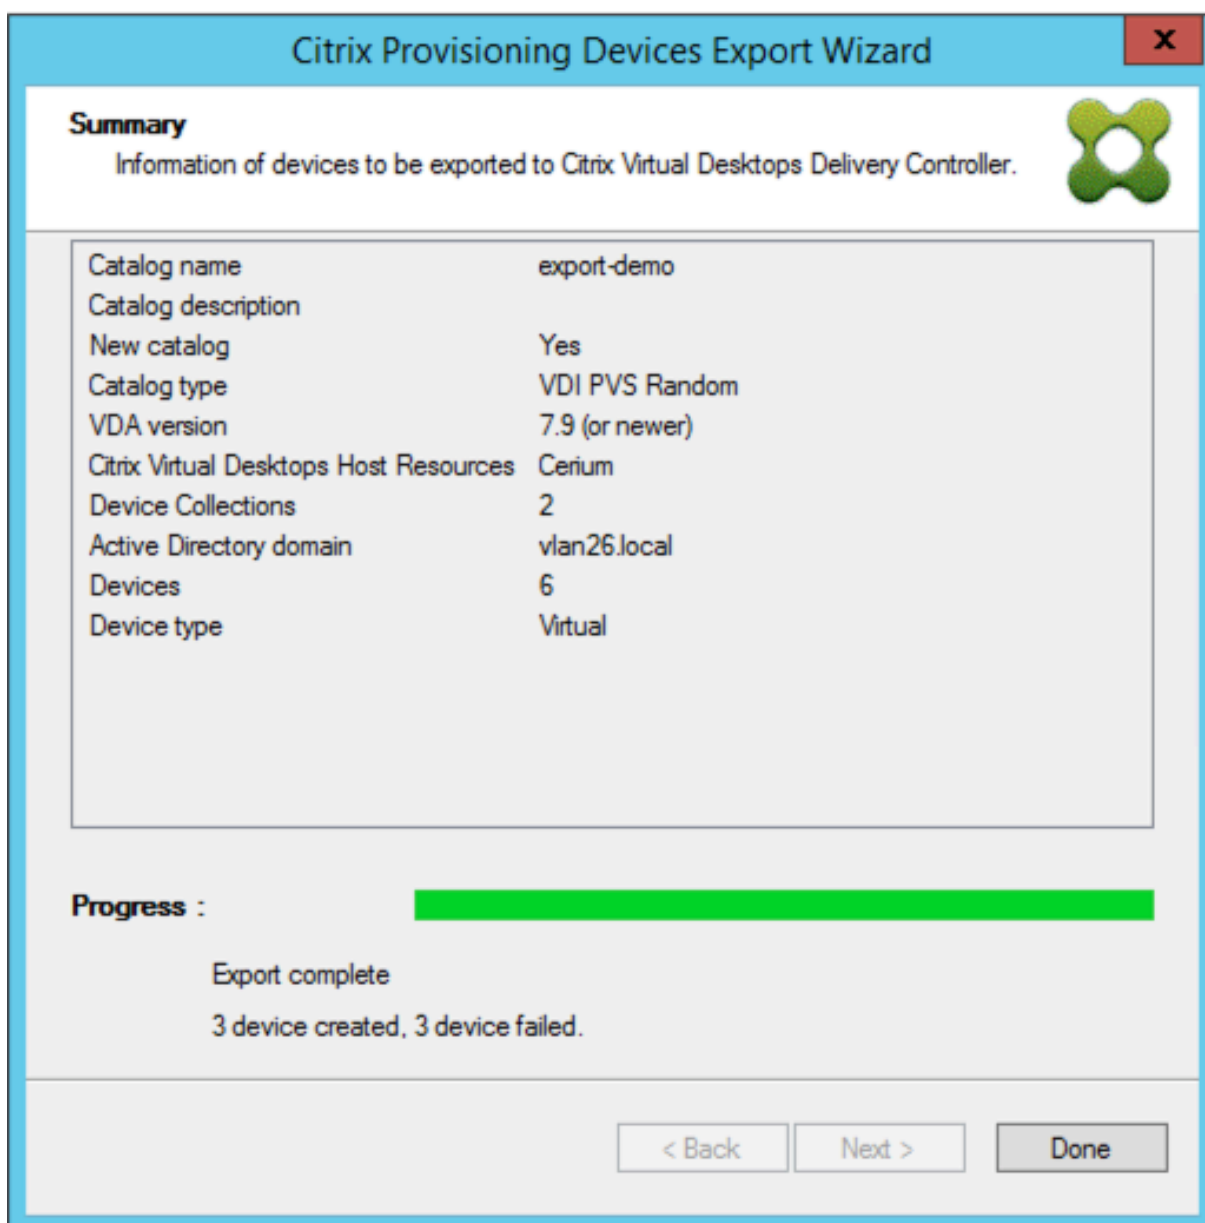 Citrix Provisioning Devices Export Wizard
x
Summary
Information of devices to be exported to Citrix Virtual Desktops Delivery Controller.
Catalog name export-demo
Catalog description
New catalog Yes
Catalog type VDI PVS Random
VDA version 7.9 (or newer)
Citrix Virtual Desktops Host Resources Cerium
Device Collections 2
Active Directory domain vlan26.local
Devices 6
Device type Virtual
Progress :
Export complete
3 device created, 3 device failed.
< Back Next > Done